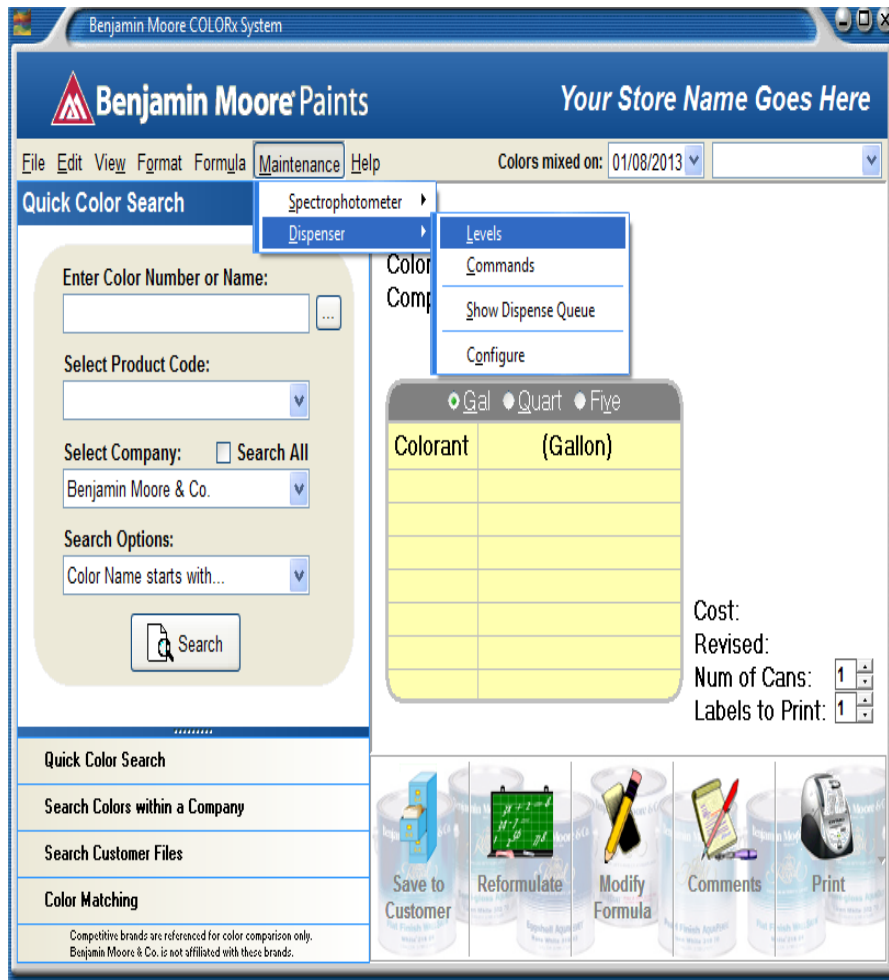 Benjamin Moore COLORx System
Benjamin Moore Paints
Your Store Name Goes Here
File Edit View Format Formula Maintenance Help
Colors mixed on: 01/08/2013
Quick Color Search
Spectrophotometer
Dispenser
Levels
Commands
Show Dispense Queue
Configure
Enter Color Number or Name:
...
Select Product Code:
Select Company:
Search All
Benjamin Moore & Co.
Search Options:
Color Name starts with...
Search
Color
Comp
Gal Quart Five
Colorant (Gallon)
Cost:
Revised:
Num of Cans: 1
Labels to Print: 1
Quick Color Search
Search Colors within a Company
Search Customer Files
Color Matching
Competitive brands are referenced for color comparison only.
Benjamin Moore & Co. is not affiliated with these brands.
Save to
Customer
Reformulate
Modify
Formula
Comments
Print